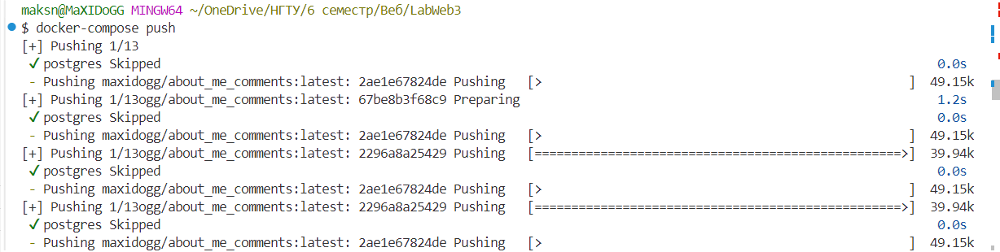 maksn@MaXIDoGG MINGW64 ~/OneDrive/НГТУ/6 семестр/Веб/LabWeb3
$ docker-compose push
[+] Pushing 1/13
✔ postgres Skipped 0.0s
- Pushing maxidogg/about_me_comments:latest: 2ae1e67824de Pushing [> ] 49.15k
[+] Pushing 1/13ogg/about_me_comments:latest: 67be8b3f68c9 Preparing 1.2s
✔ postgres Skipped 0.0s
- Pushing maxidogg/about_me_comments:latest: 2ae1e67824de Pushing [> ] 49.15k
[+] Pushing 1/13ogg/about_me_comments:latest: 2296a8a25429 Pushing [==================================================>] 39.94k
✔ postgres Skipped 0.0s
- Pushing maxidogg/about_me_comments:latest: 2ae1e67824de Pushing [> ] 49.15k
[+] Pushing 1/13ogg/about_me_comments:latest: 2296a8a25429 Pushing [==================================================>] 39.94k
✔ postgres Skipped 0.0s
- Pushing maxidogg/about_me_comments:latest: 2ae1e67824de Pushing [> ] 49.15k